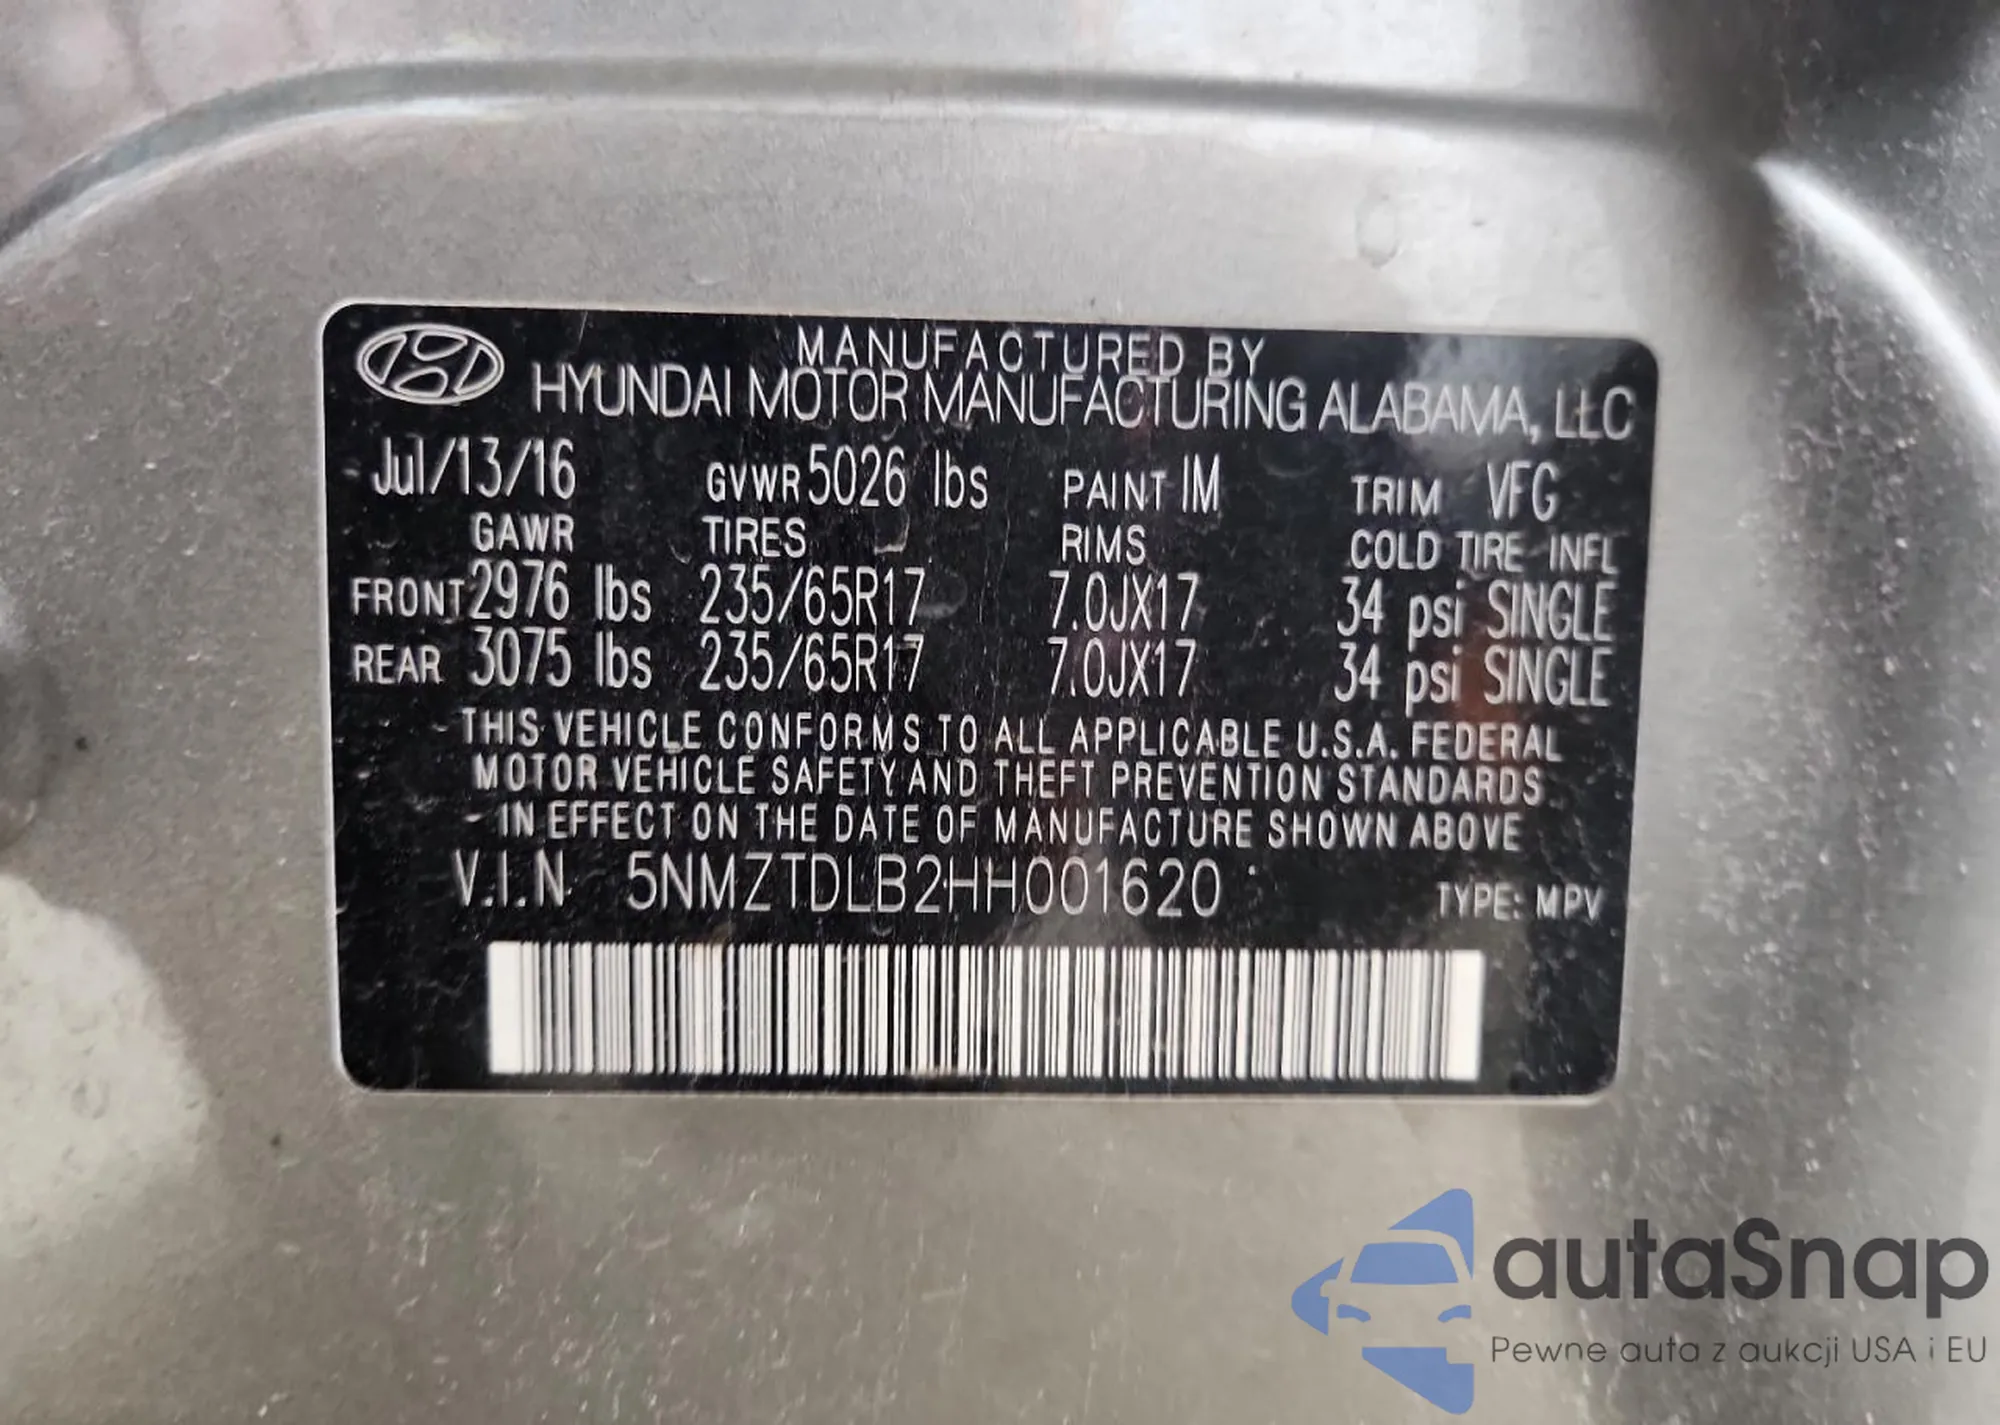 MANUFACTURED BY
HYUNDAI MOTOR MANUFACTURING ALABAMA, LLC
Jul/13/16 GVWR 5026 lbs PAINT IM TRIM VFG
GAWR TIRES RIMS COLD TIRE INFL
FRONT 2976 lbs 235/65R17 7.0JX17 34 psi SINGLE
REAR 3075 lbs 235/65R17 7.0JX17 34 psi SINGLE
THIS VEHICLE CONFORMS TO ALL APPLICABLE U.S.A. FEDERAL
MOTOR VEHICLE SAFETY AND THEFT PREVENTION STANDARDS
IN EFFECT ON THE DATE OF MANUFACTURE SHOWN ABOVE
V.I.N 5NMZTDLB2HH001620 TYPE: MPV
autaSnap
Pewne auta z aukcji USA i EU